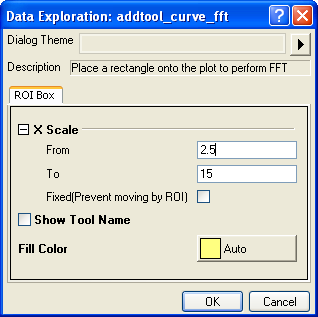 Data Exploration: addtool_curve_fft
Dialog Theme
Description Place a rectangle onto the plot to perform FFT
ROI Box
X Scale
From 2.5
To 15
Fixed(Prevent moving by ROI)
Show Tool Name
Fill Color Auto
OK Cancel